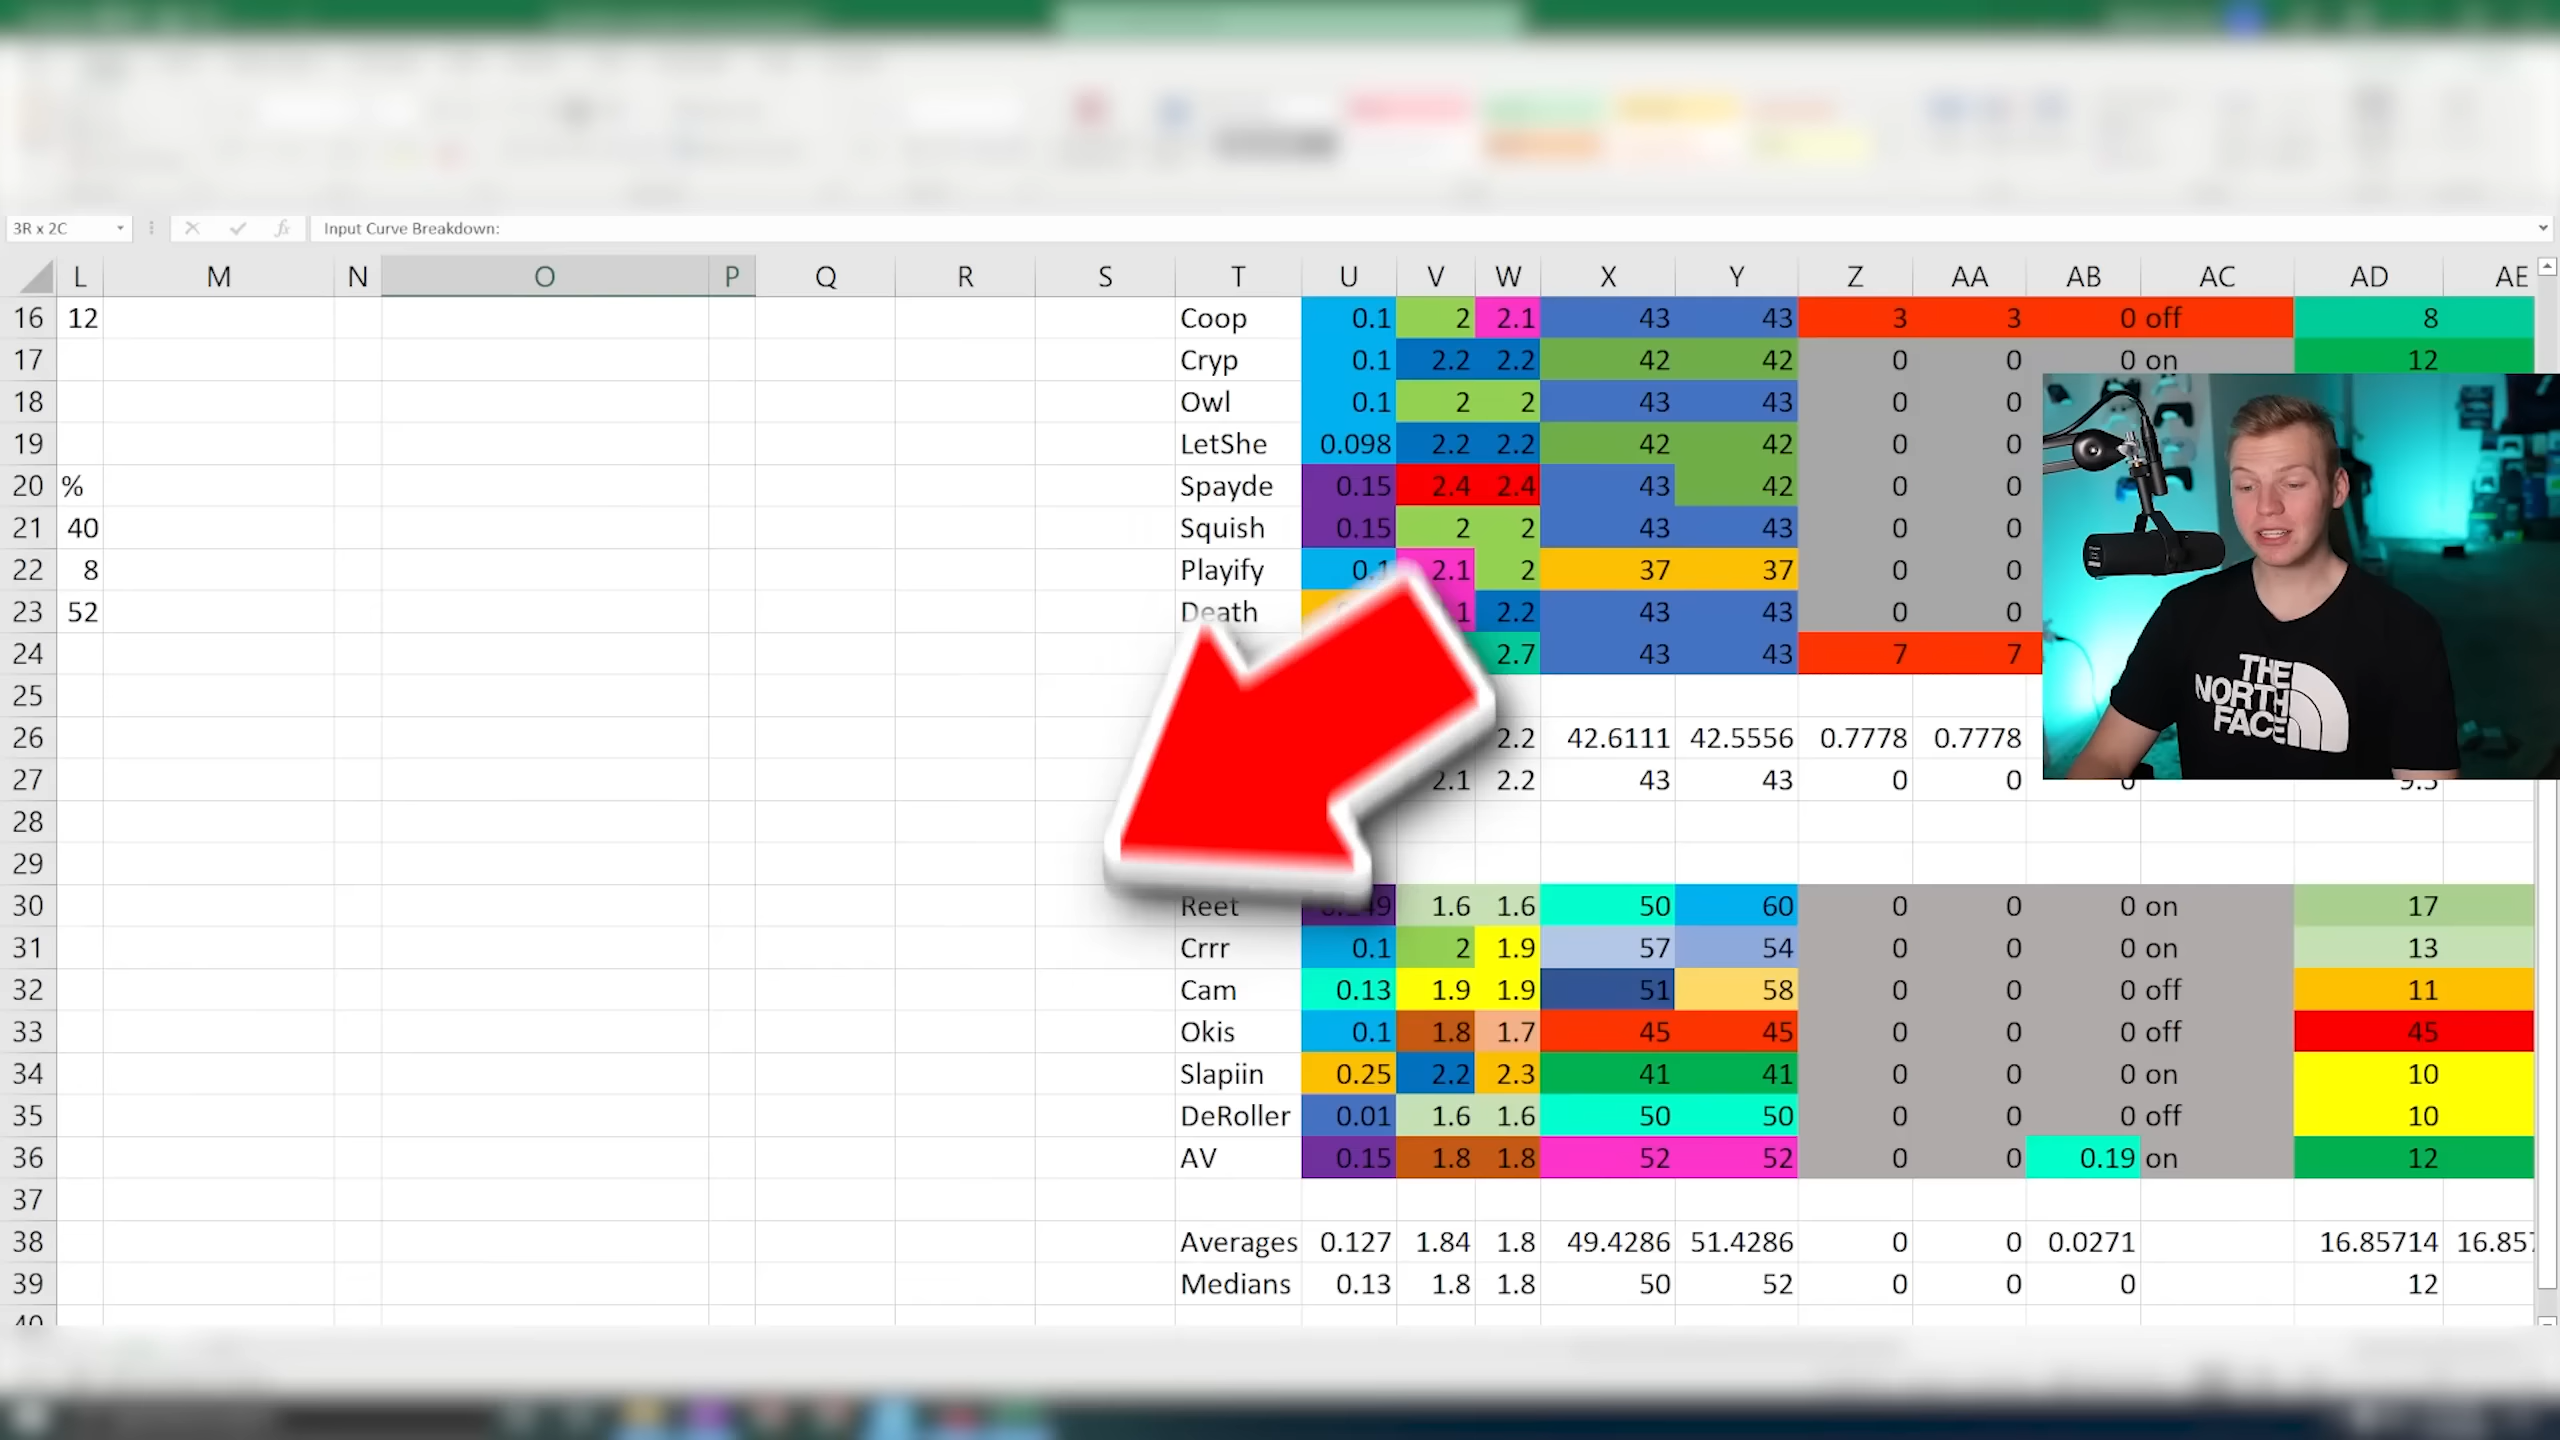 3R x 2C fx Input Curve Breakdown:
L M N O P Q R S T U V W X Y Z AA AB AC AD AE
16 12 Coop 0.1 2 2.1 43 43 3 3 0 off 8
17 Cryp 0.1 2.2 2.2 42 42 0 0 0 on 12
18 Owl 0.1 2 2 43 43 0 0
19 LetShe 0.098 2.2 2.2 42 42 0 0
20 % Spayde 0.15 2.4 2.4 43 42 0 0
21 40 Squish 0.15 2 2 43 43 0 0
22 8 Playify 0.1 2.1 2 37 37 0 0
23 52 Death 2.2 43 43 0 0
24 2.7 43 43 7 7
25
26 2.2 42.6111 42.5556 0.7778 0.7778
27 2.1 2.2 43 43 0 0
28
29
30 Reet 1.6 1.6 50 60 0 0 0 on 17
31 Crrr 0.1 2 1.9 57 54 0 0 0 on 13
32 Cam 0.13 1.9 1.9 51 58 0 0 0 off 11
33 Okis 0.1 1.8 1.7 45 45 0 0 0 off 45
34 Slapiin 0.25 2.2 2.3 41 41 0 0 0 on 10
35 DeRoller 0.01 1.6 1.6 50 50 0 0 0 off 10
36 AV 0.15 1.8 1.8 52 52 0 0 0.19 on 12
37
38 Averages 0.127 1.84 1.8 49.4286 51.4286 0 0 0.0271 16.85714 16.857
39 Medians 0.13 1.8 1.8 50 52 0 0 0 12
40
THE
NORTH
FACE